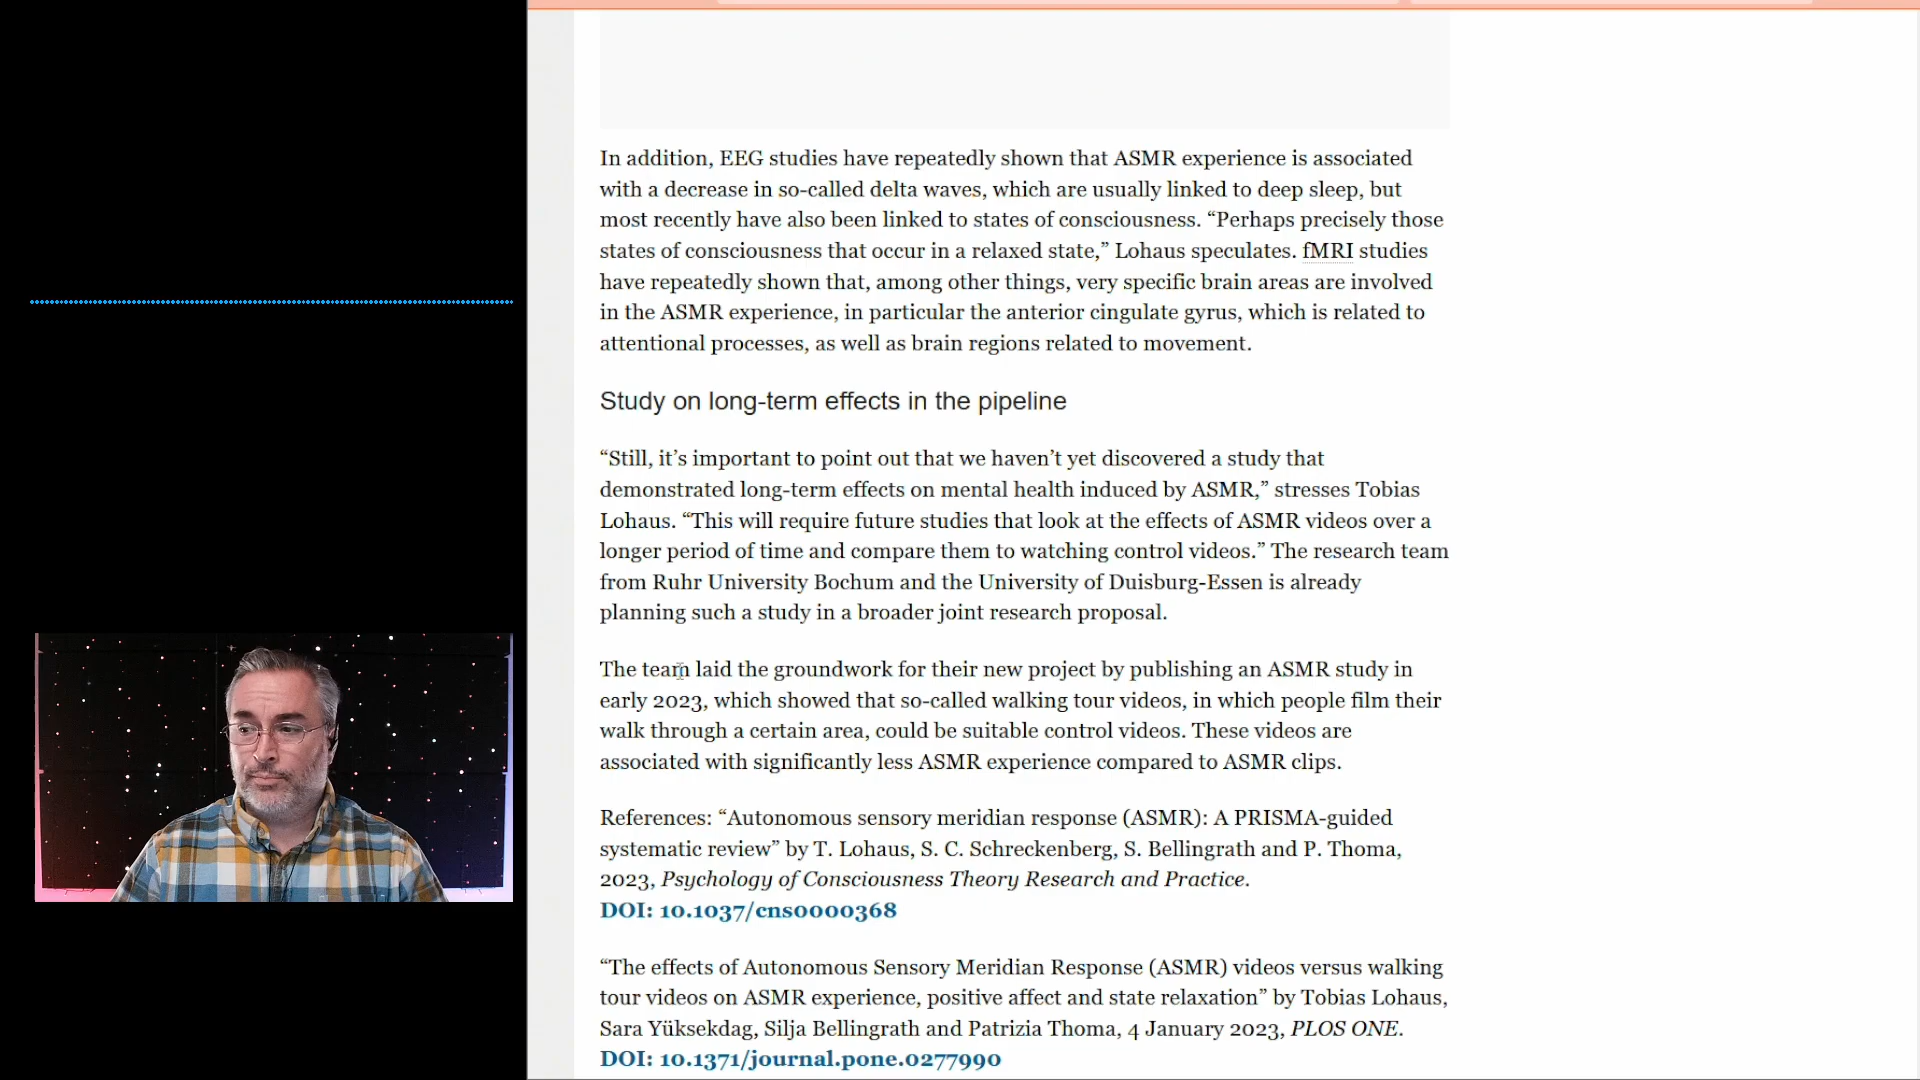 In addition, EEG studies have repeatedly shown that ASMR experience is associated
with a decrease in so-called delta waves, which are usually linked to deep sleep, but
most recently have also been linked to states of consciousness. “Perhaps precisely those
states of consciousness that occur in a relaxed state,” Lohaus speculates. fMRI studies
have repeatedly shown that, among other things, very specific brain areas are involved
in the ASMR experience, in particular the anterior cingulate gyrus, which is related to
attentional processes, as well as brain regions related to movement.
Study on long-term effects in the pipeline
“Still, it’s important to point out that we haven’t yet discovered a study that
demonstrated long-term effects on mental health induced by ASMR,” stresses Tobias
Lohaus. “This will require future studies that look at the effects of ASMR videos over a
longer period of time and compare them to watching control videos.” The research team
from Ruhr University Bochum and the University of Duisburg-Essen is already
planning such a study in a broader joint research proposal.
The team laid the groundwork for their new project by publishing an ASMR study in
early 2023, which showed that so-called walking tour videos, in which people film their
walk through a certain area, could be suitable control videos. These videos are
associated with significantly less ASMR experience compared to ASMR clips.
References: “Autonomous sensory meridian response (ASMR): A PRISMA-guided
systematic review” by T. Lohaus, S. C. Schreckenberg, S. Bellingrath and P. Thoma,
2023, Psychology of Consciousness Theory Research and Practice.
DOI: 10.1037/cns0000368
“The effects of Autonomous Sensory Meridian Response (ASMR) videos versus walking
tour videos on ASMR experience, positive affect and state relaxation” by Tobias Lohaus,
Sara Yüksekdag, Silja Bellingrath and Patrizia Thoma, 4 January 2023, PLOS ONE.
DOI: 10.1371/journal.pone.0277990